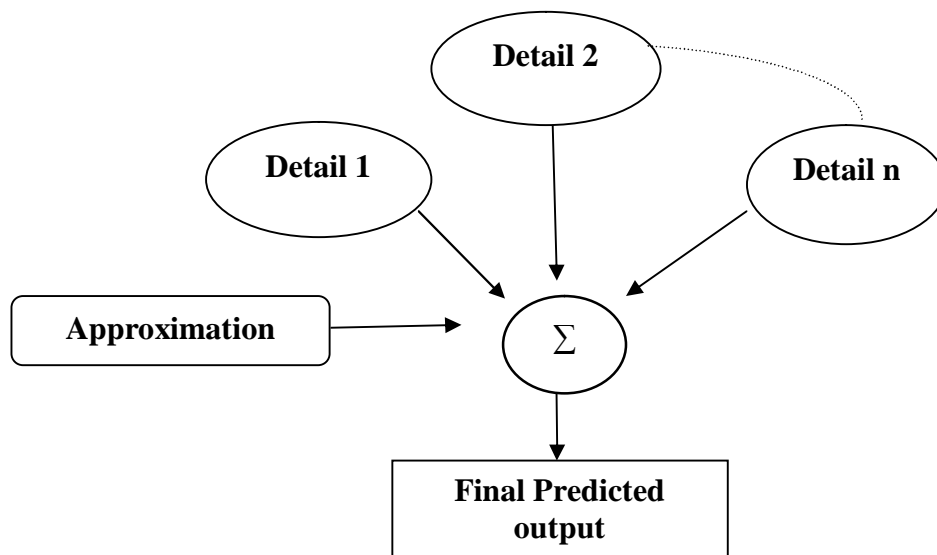 Detail 2
Detail 1
Detail n
Approximation
∑
Final Predicted
output